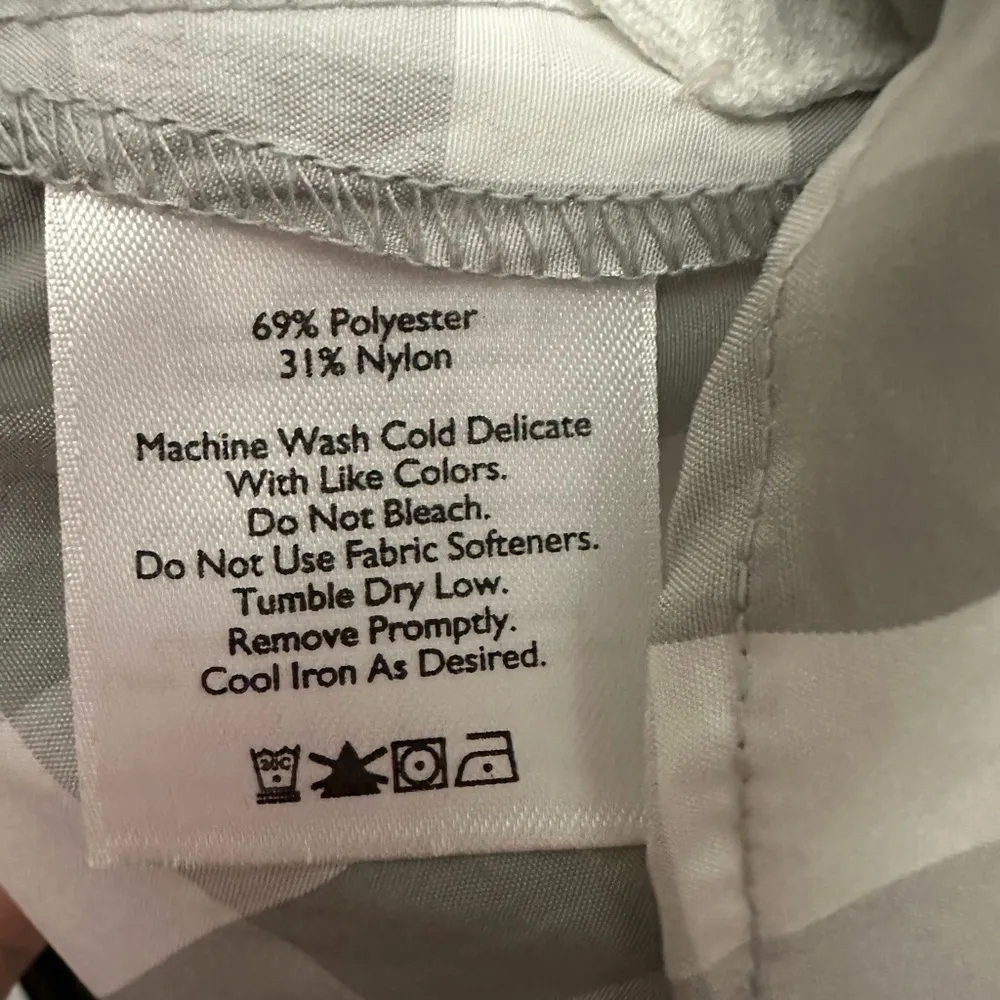 69% Polyester
31% Nylon
Machine Wash Cold Delicate
With Like Colors.
Do Not Bleach.
Do Not Use Fabric Softeners.
Tumble Dry Low.
Remove Promptly.
Cool Iron As Desired.